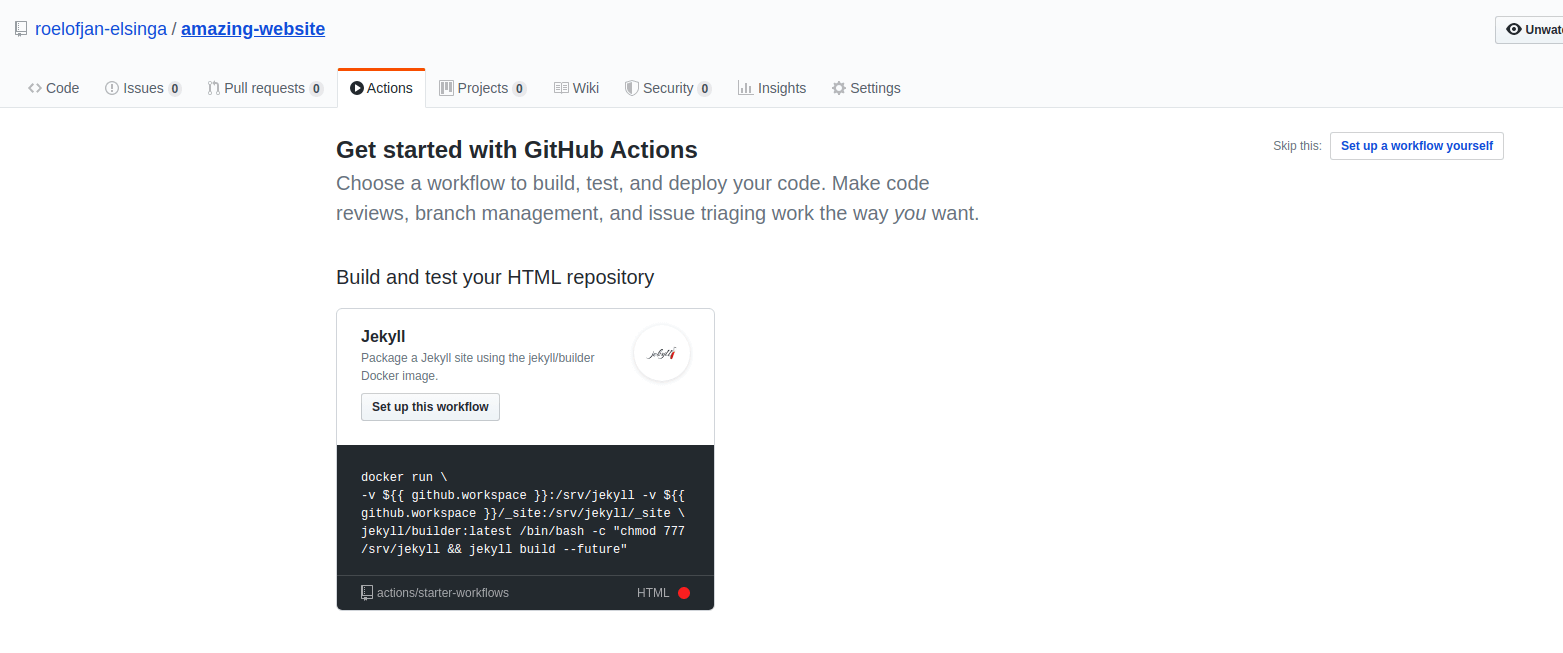 roelofjan-elsinga / amazing-website
Code Issues 0 Pull requests 0 Actions Projects 0 Wiki Security 0 Insights Settings
Get started with GitHub Actions
Skip this: Set up a workflow yourself
Choose a workflow to build, test, and deploy your code. Make code
reviews, branch management, and issue triaging work the way you want.
Build and test your HTML repository
Jekyll
jekyll
Package a Jekyll site using the jekyll/builder
Docker image.
Set up this workflow
docker run \
-v ${{ github.workspace }}:/srv/jekyll -v ${{
github.workspace }}/_site:/srv/jekyll/_site \
jekyll/builder:latest /bin/bash -c "chmod 777
/srv/jekyll && jekyll build --future"
actions/starter-workflows HTML